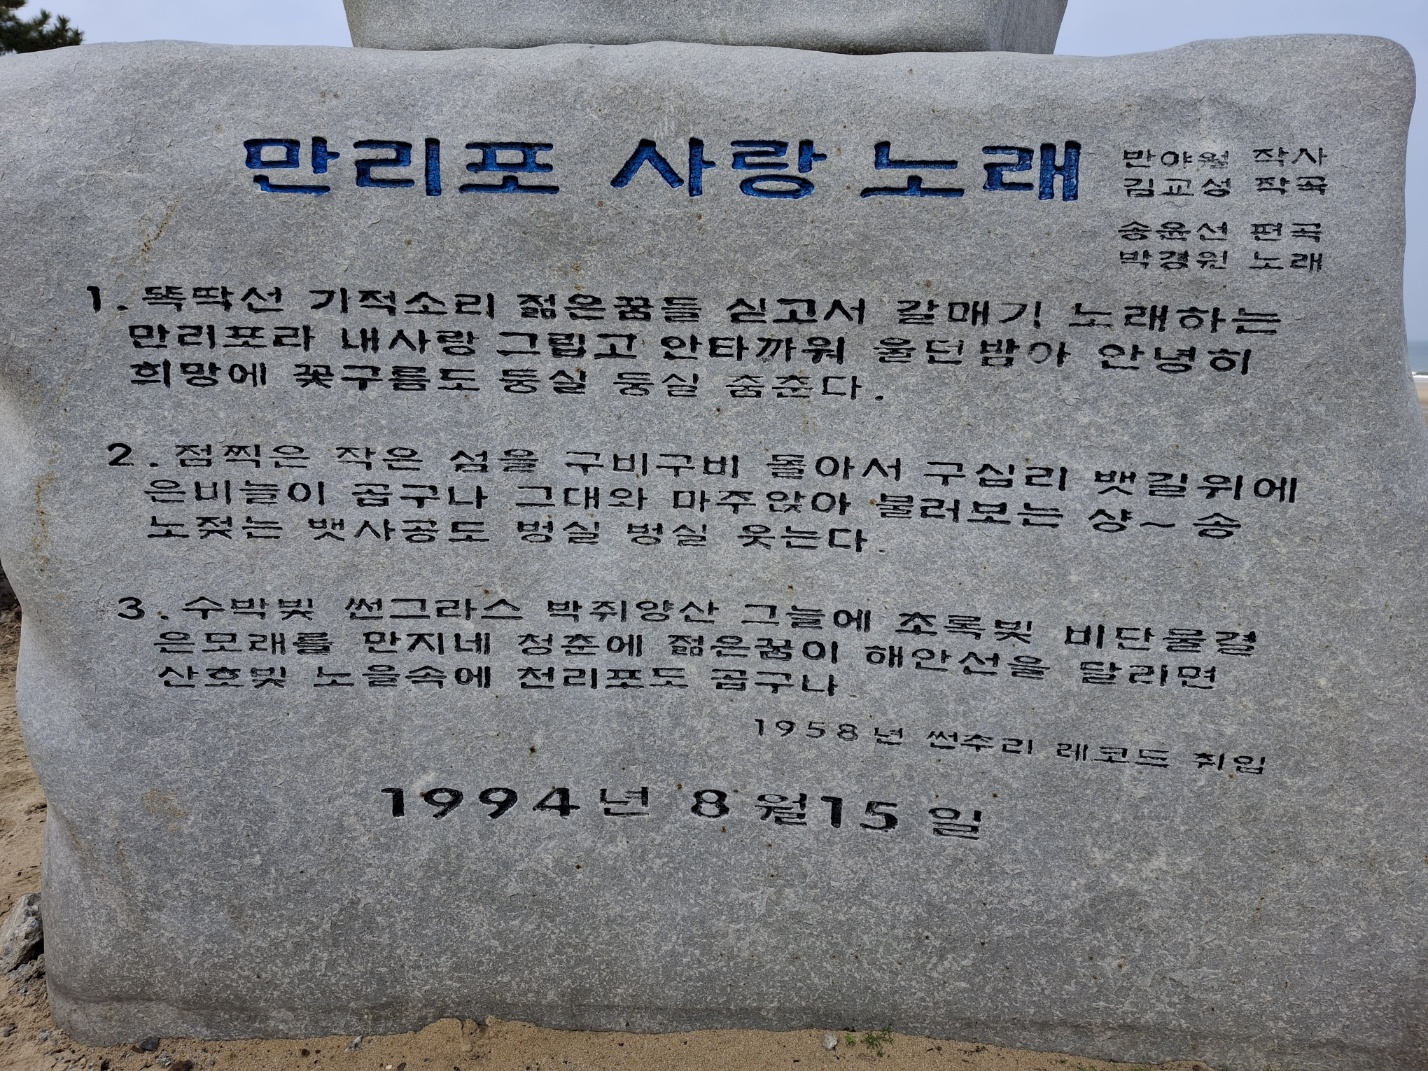 만리포 사랑 노래
반야월 작사
김교성 작곡
송윤선 편곡
박경원 노래
1. 똑딱선 기적소리 젊은꿈들 싣고서 갈매기 노래하는
만리포라 내사랑 그립고 안타까워 울던밤아 안녕히
희망에 꽃구름도 둥실 둥실 춤춘다.
2. 점찍은 작은 섬을 구비구비 돌아서 구십리 뱃길위에
은비늘이 곱구나 그대와 마주앉아 불러보는 샹~송
노젖는 뱃사공도 벙실 벙실 웃는다.
3. 수박빛 썬그라스 박쥐양산 그늘에 초록빛 비단물결
은모래를 만지네 청춘에 젊은꿈이 해안선을 달리면
산호빛 노을속에 천리포도 곱구나.
1958년 썬추리 레코드 취입
1994년 8월15일